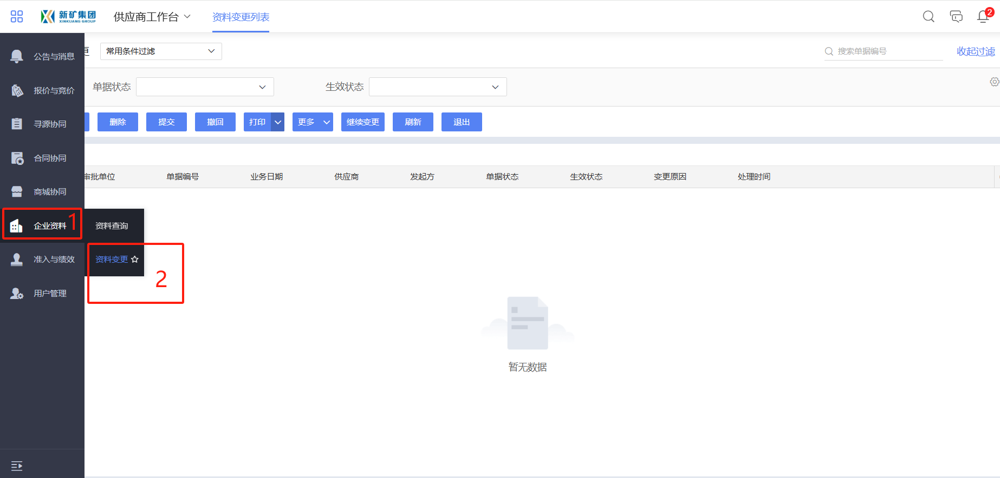 新矿集团
XINKUANG GROUP
供应商工作台
资料变更列表
2
公告与消息
更
常用条件过滤
搜索单据编号
收起过滤
报价与竞价
单据状态
生效状态
寻源协同
删除
提交
撤回
打印
更多
继续变更
刷新
退出
合同协同
审批单位
单据编号
业务日期
供应商
发起方
单据状态
生效状态
变更原因
处理时间
商城协同
企业资料
1
资料查询
准入与绩效
资料变更
2
用户管理
暂无数据